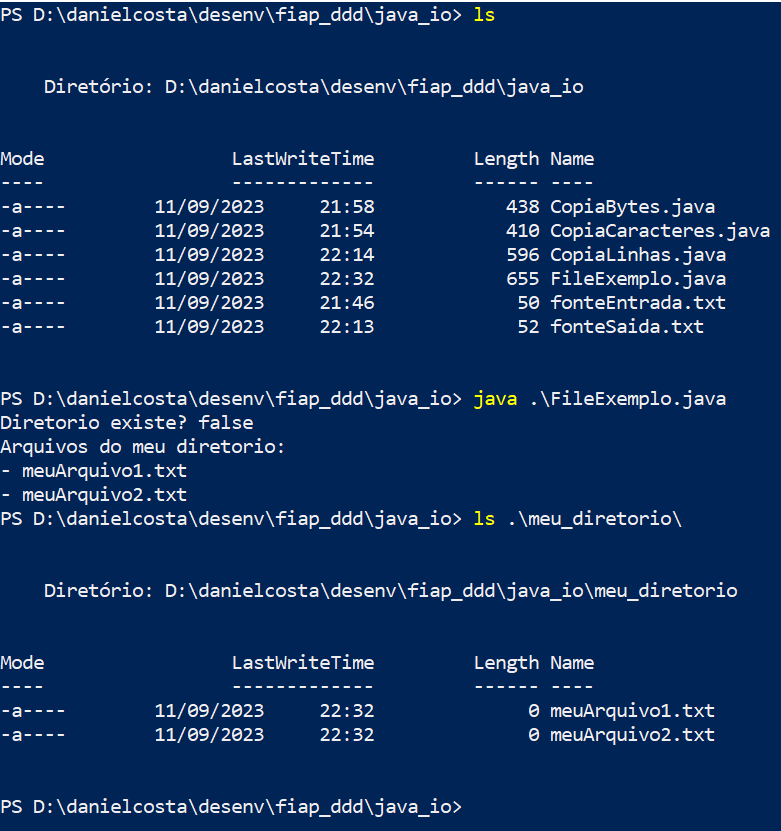 PS D:\danielcosta\desenv\fiap_ddd\java_io> ls
Diretório: D:\danielcosta\desenv\fiap_ddd\java_io
Mode                LastWriteTime         Length Name
----                -------------         ------ ----
-a----        11/09/2023     21:58            438 CopiaBytes.java
-a----        11/09/2023     21:54            410 CopiaCaracteres.java
-a----        11/09/2023     22:14            596 CopiaLinhas.java
-a----        11/09/2023     22:32            655 FileExemplo.java
-a----        11/09/2023     21:46             50 fonteEntrada.txt
-a----        11/09/2023     22:13             52 fonteSaida.txt
PS D:\danielcosta\desenv\fiap_ddd\java_io> java .\FileExemplo.java
Diretorio existe? false
Arquivos do meu diretorio:
- meuArquivo1.txt
- meuArquivo2.txt
PS D:\danielcosta\desenv\fiap_ddd\java_io> ls .\meu_diretorio\
Diretório: D:\danielcosta\desenv\fiap_ddd\java_io\meu_diretorio
Mode                LastWriteTime         Length Name
----                -------------         ------ ----
-a----        11/09/2023     22:32              0 meuArquivo1.txt
-a----        11/09/2023     22:32              0 meuArquivo2.txt
PS D:\danielcosta\desenv\fiap_ddd\java_io>